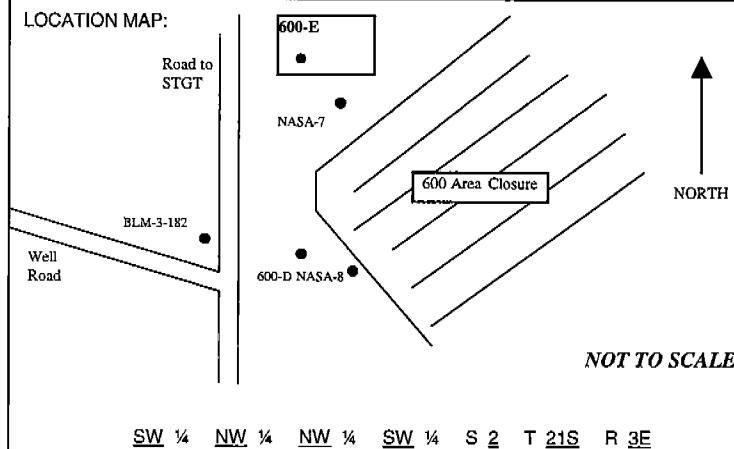 LOCATION MAP:
600-E
Road to
STGT
NASA-7
600 Area Closure
NORTH
BLM-3-182
Well
Road
600-D NASA-8
NOT TO SCALE
SW ¼ NW ¼ NW ¼ SW ¼ S 2 T 21S R 3E